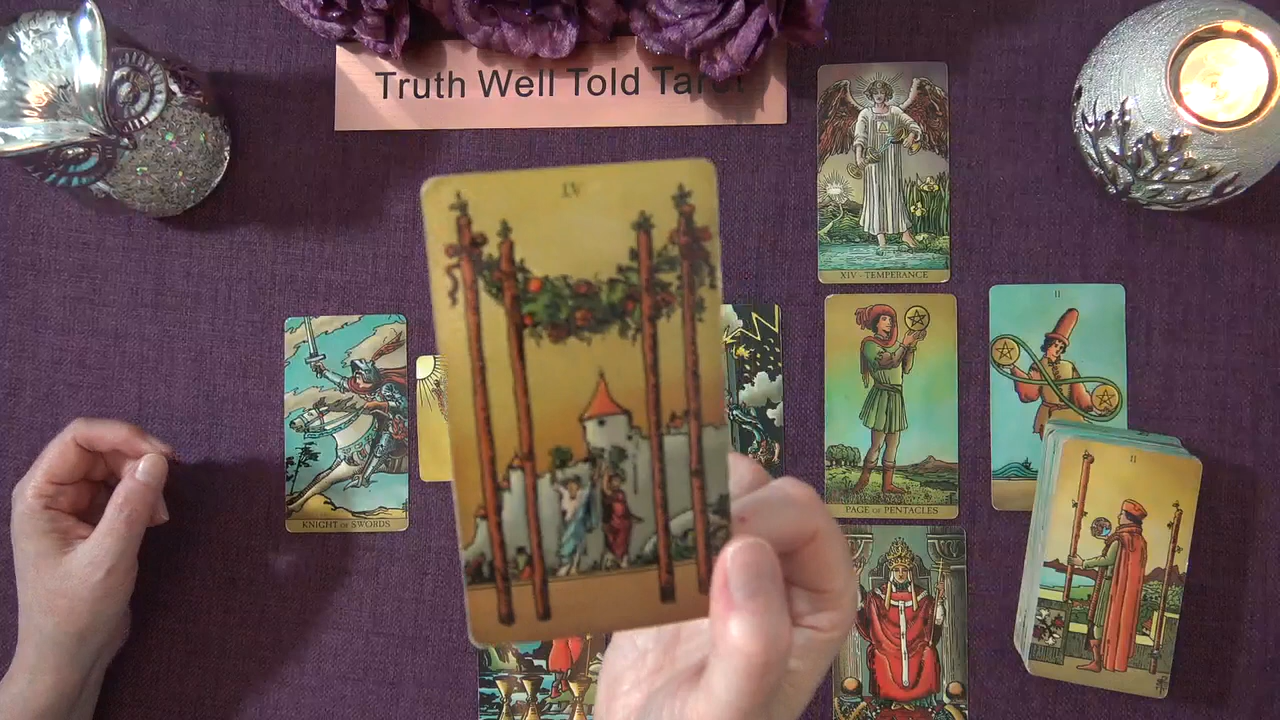 Truth Well Told Tarot
XIV - TEMPERANCE
IV
II
KNIGHT OF SWORDS
PAGE OF PENTACLES
II